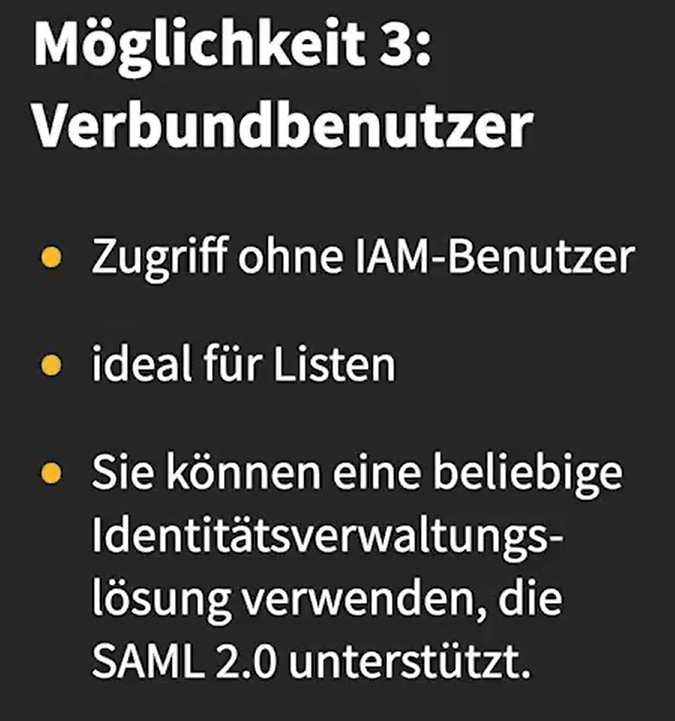 Möglichkeit 3:
Verbundbenutzer
• Zugriff ohne IAM-Benutzer
• ideal für Listen
• Sie können eine beliebige
Identitätsverwaltungs-
lösung verwenden, die
SAML 2.0 unterstützt.